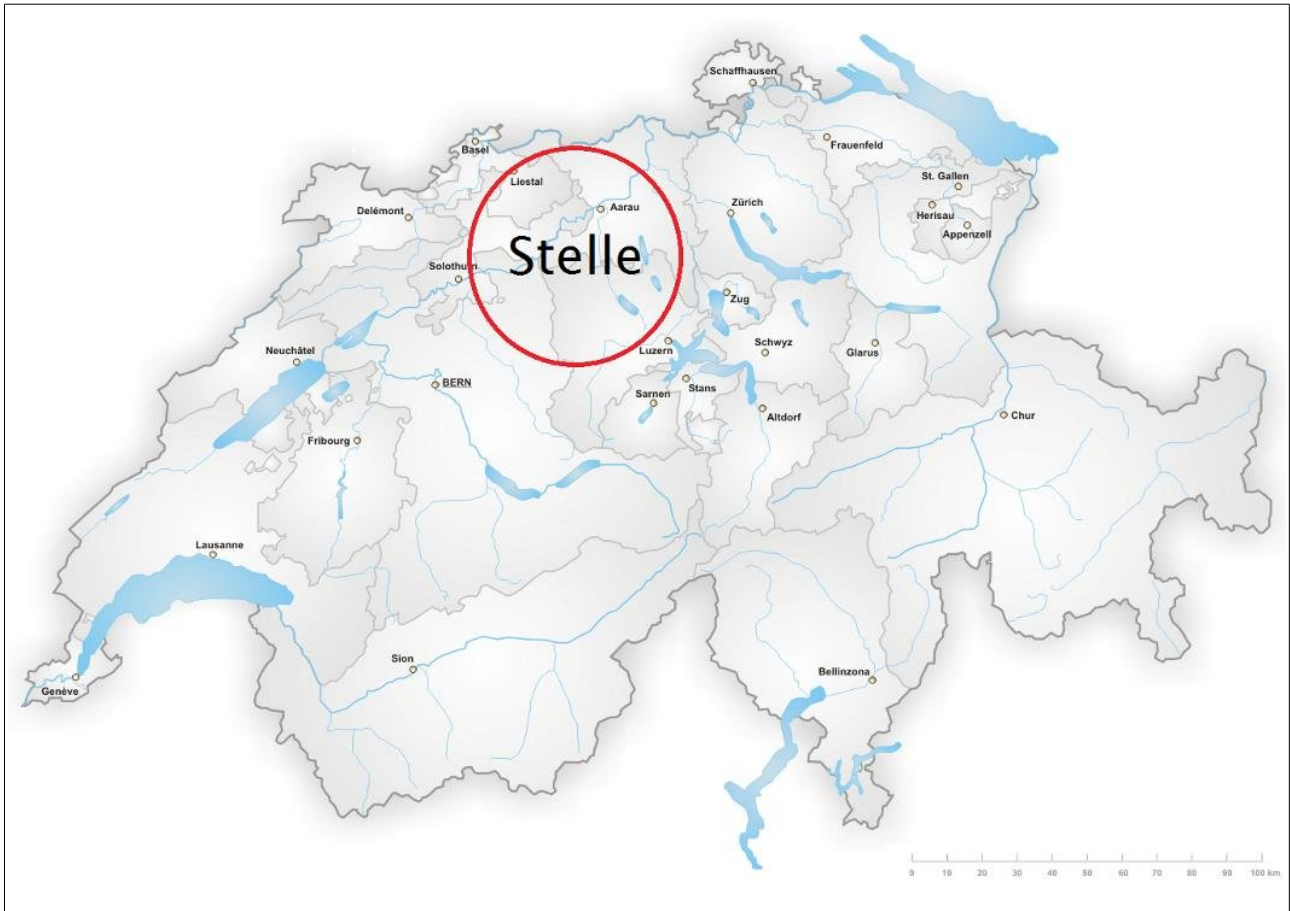 Schaffhausen
Basel
Frauenfeld
Liestal
St. Gallen
Delémont
Aarau
Zürich
Herisau
Appenzell
Stelle
Solothurn
Zug
Neuchâtel
Luzern
Schwyz
Glarus
BERN
Stans
Sarnen
Altdorf
Chur
Fribourg
Lausanne
Sion
Bellinzona
Genève
0 10 20 30 40 50 60 70 80 90 100 km